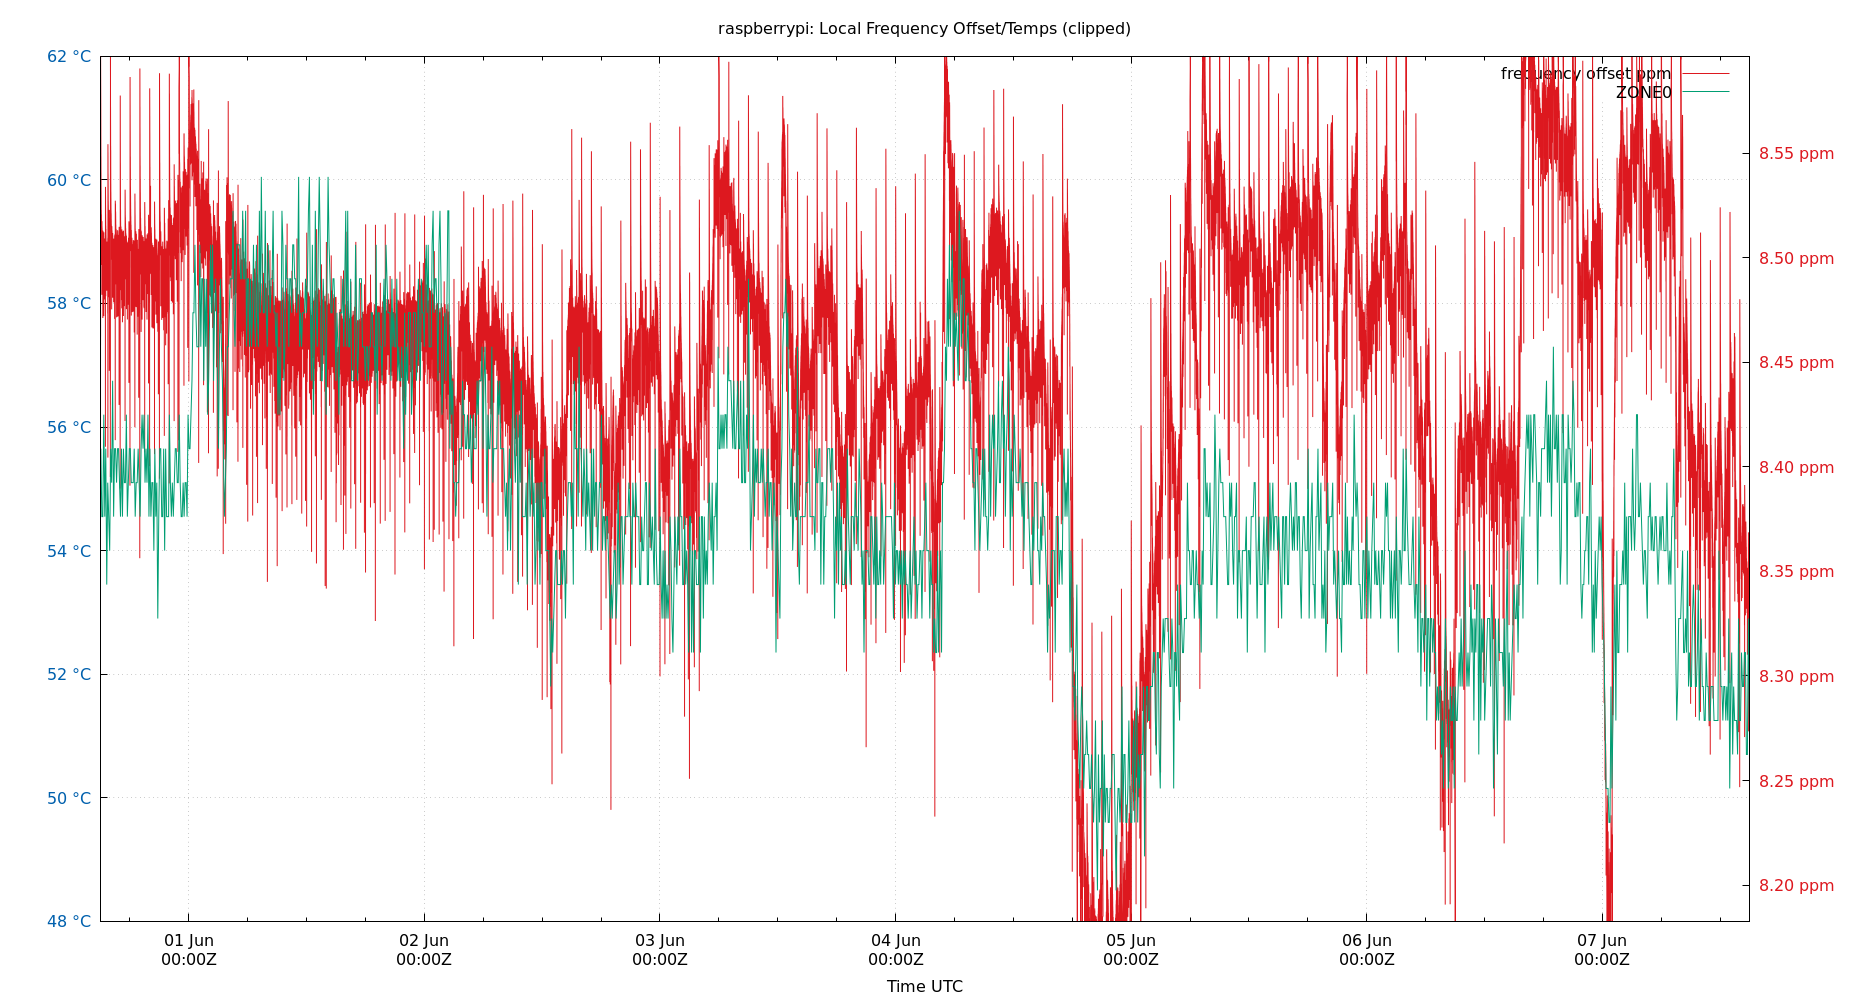 raspberrypi: Local Frequency Offset/Temps (clipped)
62 °C
60 °C
58 °C
56 °C
54 °C
52 °C
50 °C
48 °C
frequency offset ppm
ZONE0
8.55 ppm
8.50 ppm
8.45 ppm
8.40 ppm
8.35 ppm
8.30 ppm
8.25 ppm
8.20 ppm
01 Jun
00:00Z
02 Jun
00:00Z
03 Jun
00:00Z
04 Jun
00:00Z
05 Jun
00:00Z
06 Jun
00:00Z
07 Jun
00:00Z
Time UTC